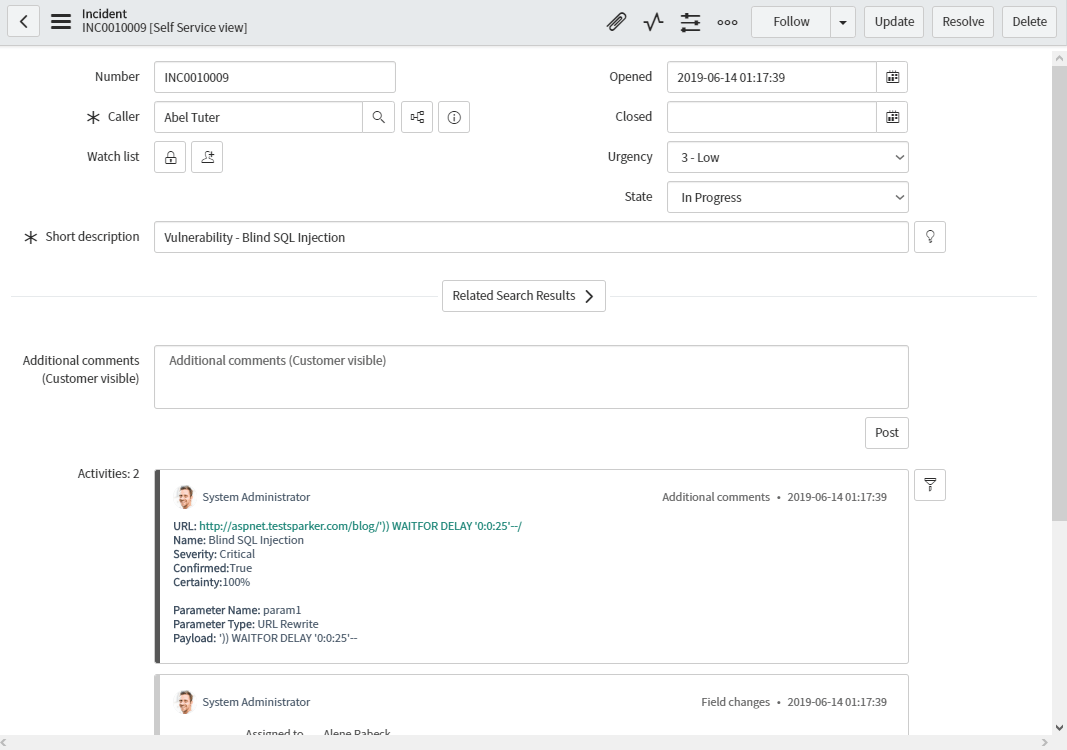 Incident
INC0010009 [Self Service view]
Follow
Update
Resolve
Delete
Number
INC0010009
Opened
2019-06-14 01:17:39
Caller
Abel Tuter
Closed
Watch list
Urgency
3 - Low
State
In Progress
Short description
Vulnerability - Blind SQL Injection
Related Search Results
Additional comments
(Customer visible)
Additional comments (Customer visible)
Post
Activities: 2
System Administrator
Additional comments • 2019-06-14 01:17:39
URL: http://aspnet.testsparker.com/blog/')) WAITFOR DELAY '0:0:25'--/
Name: Blind SQL Injection
Severity: Critical
Confirmed:True
Certainty:100%
Parameter Name: param1
Parameter Type: URL Rewrite
Payload: ')) WAITFOR DELAY '0:0:25'--
System Administrator
Field changes • 2019-06-14 01:17:39
Assigned to Alene Rabeck